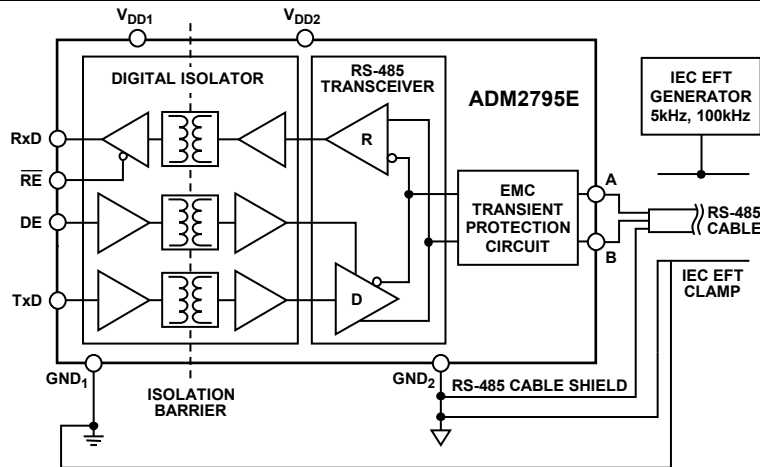 VDD1
VDD2
DIGITAL ISOLATOR
RS-485
TRANSCEIVER
ADM2795E
IEC EFT
GENERATOR
5kHz, 100kHz
RxD
R
RE
A
EMC
TRANSIENT
PROTECTION
CIRCUIT
RS-485
CABLE
DE
B
TxD
D
IEC EFT
CLAMP
GND1
ISOLATION
BARRIER
GND2
RS-485 CABLE SHIELD